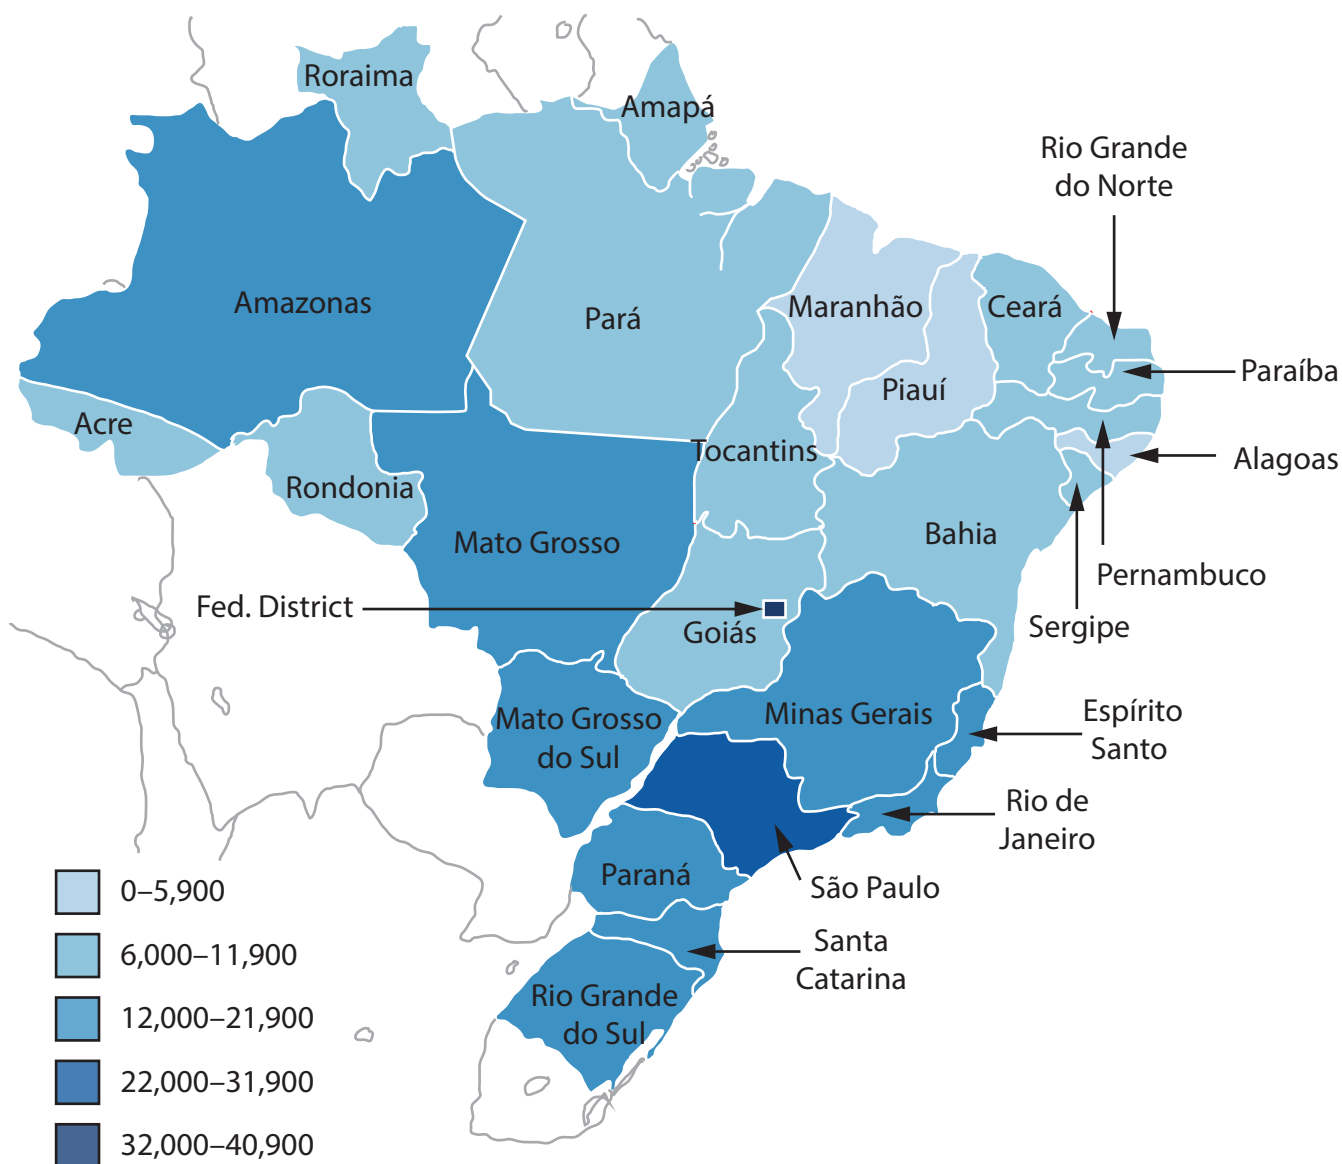 Roraima
Amapá
Rio Grande
do Norte
Amazonas
Pará
Maranhão
Ceará
Piauí
Paraíba
Acre
Tocantins
Alagoas
Rondonia
Mato Grosso
Bahia
Pernambuco
Fed. District
Goiás
Sergipe
Mato Grosso
do Sul
Minas Gerais
Espírito
Santo
Rio de
Janeiro
Paraná
São Paulo
Santa
Catarina
Rio Grande
do Sul
0–5,900
6,000–11,900
12,000–21,900
22,000–31,900
32,000–40,900